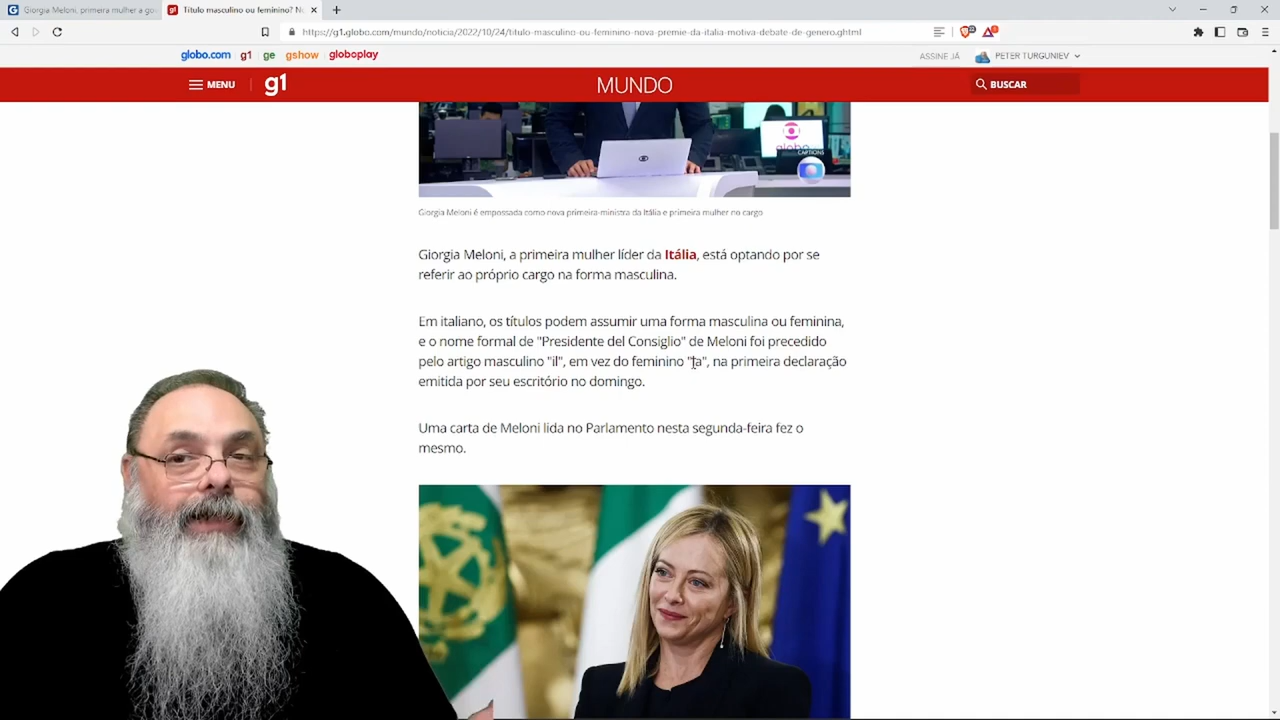 Giorgia Meloni, primeira mulher a go
Título masculino ou feminino? No
https://g1.globo.com/mundo/noticia/2022/10/24/titulo-masculino-ou-feminino-nova-premie-da-italia-motiva-debate-de-genero.ghtml
globo.com g1 ge gshow globoplay
ASSINE JÁ
PETER TURGUNIEV
MENU
g1
MUNDO
BUSCAR
globo
CAPTIONS
Giorgia Meloni é empossada como nova primeira-ministra da Itália e primeira mulher no cargo
Giorgia Meloni, a primeira mulher líder da Itália, está optando por se
referir ao próprio cargo na forma masculina.
Em italiano, os títulos podem assumir uma forma masculina ou feminina,
e o nome formal de "Presidente del Consiglio" de Meloni foi precedido
pelo artigo masculino "il", em vez do feminino "la", na primeira declaração
emitida por seu escritório no domingo.
Uma carta de Meloni lida no Parlamento nesta segunda-feira fez o
mesmo.